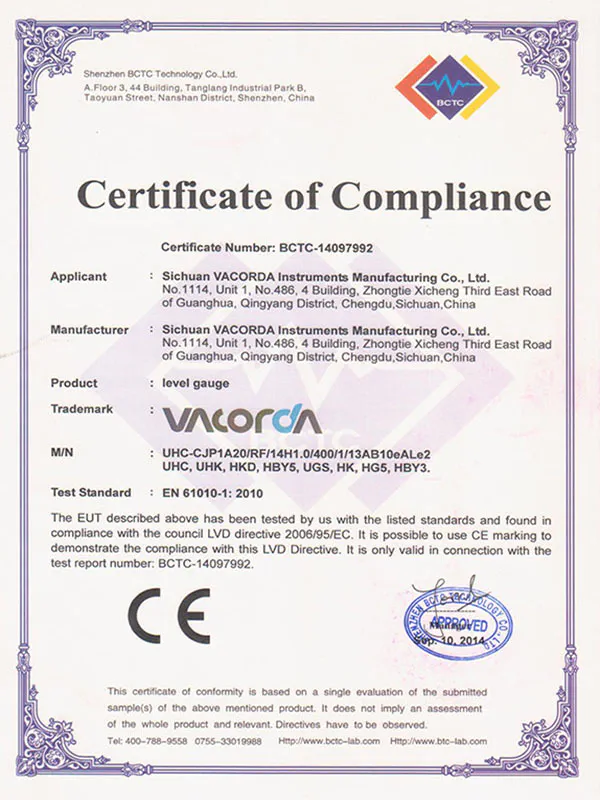 Shenzhen BCTC Technology Co.,Ltd.
A.Floor 3, 44 Building, Tanglang Industrial Park B,
Taoyuan Street, Nanshan District, Shenzhen, China
BCTC
Certificate of Compliance
Certificate Number: BCTC-14097992
Applicant : Sichuan VACORDA Instruments Manufacturing Co., Ltd.
No.1114, Unit 1, No.486, 4 Building, Zhongtie Xicheng Third East Road
of Guanghua, Qingyang District, Chengdu,Sichuan,China
Manufacturer : Sichuan VACORDA Instruments Manufacturing Co., Ltd.
No.1114, Unit 1, No.486, 4 Building, Zhongtie Xicheng Third East Road
of Guanghua, Qingyang District, Chengdu,Sichuan,China
Product : level gauge
Trademark : VACORDA
BCTC
M/N : UHC-CJP1A20/RF/14H1.0/400/1/13AB10eALe2
UHC, UHK, HKD, HBY5, UGS, HK, HG5, HBY3.
Test Standard : EN 61010-1: 2010
The EUT described above has been tested by us with the listed standards and found in
compliance with the council LVD directive 2006/95/EC. It is possible to use CE marking to
demonstrate the compliance with this LVD Directive. It is only valid in connection with the
test report number: BCTC-14097992.
CE
SHENZHEN BCTC TECHNOLOGY CO.,LTD
APPROVED
Manager
Sep. 10, 2014
This certificate of conformity is based on a single evaluation of the submitted
sample(s) of the above mentioned product. It does not imply an assessment
of the whole product and relevant. Directives have to be observed.
Tel: 400-788-9558 0755-33019988 Http://www.bctc-lab.com Http://www.btc-lab.com